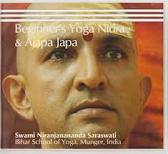 Beginner's Yoga Nidra
& Ajapa Japa
Swami Niranjanananda Saraswati
Bihar School of Yoga, Munger, India